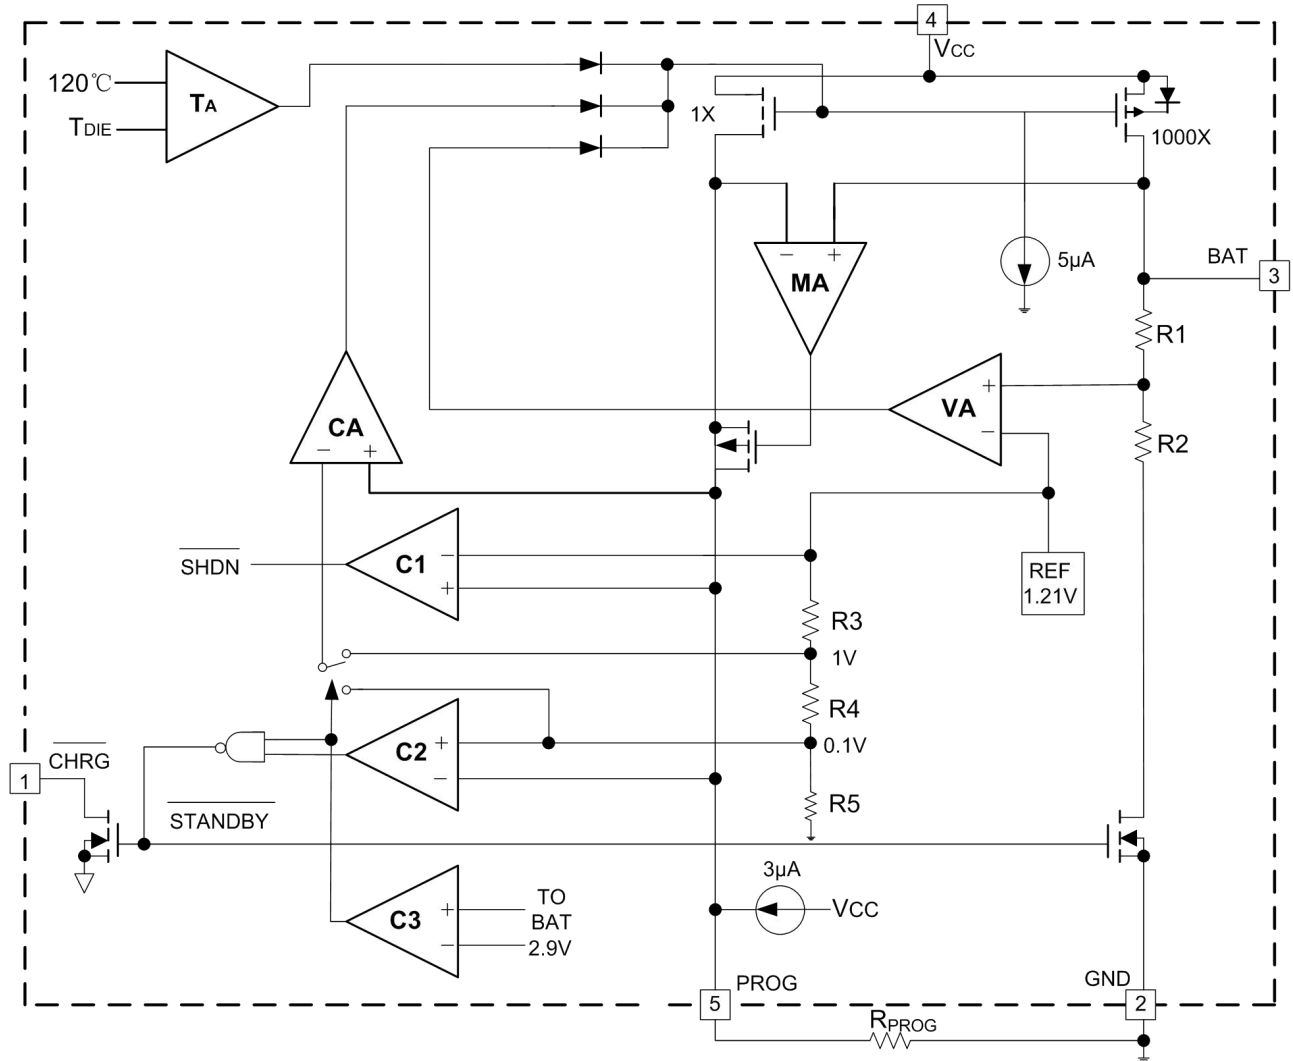 4
VCC
120℃
TA
TDIE
1X
1000X
− +
MA
5μA
BAT
3
R1
+
VA
−
R2
CA
− +
SHDN
C1
−
+
REF
1.21V
R3
1V
R4
0.1V
C2
+
−
R5
CHRG
1
STANDBY
3μA
VCC
C3
+
−
TO
BAT
2.9V
PROG
5
GND
2
RPROG